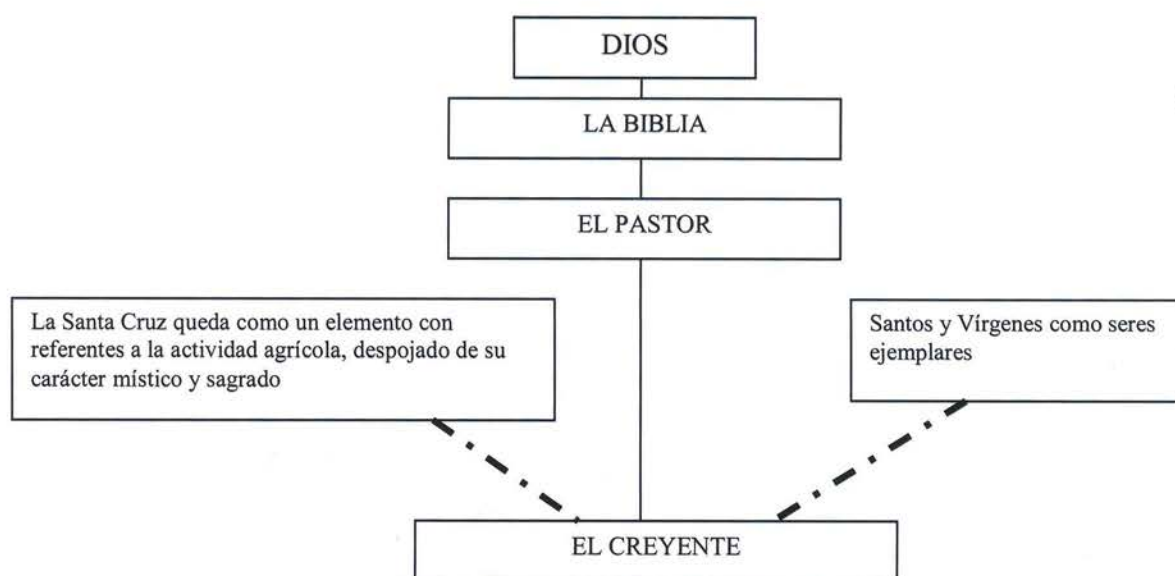 DIOS
LA BIBLIA
EL PASTOR
La Santa Cruz queda como un elemento con
referentes a la actividad agrícola, despojado de su
carácter místico y sagrado
Santos y Vírgenes como seres
ejemplares
EL CREYENTE